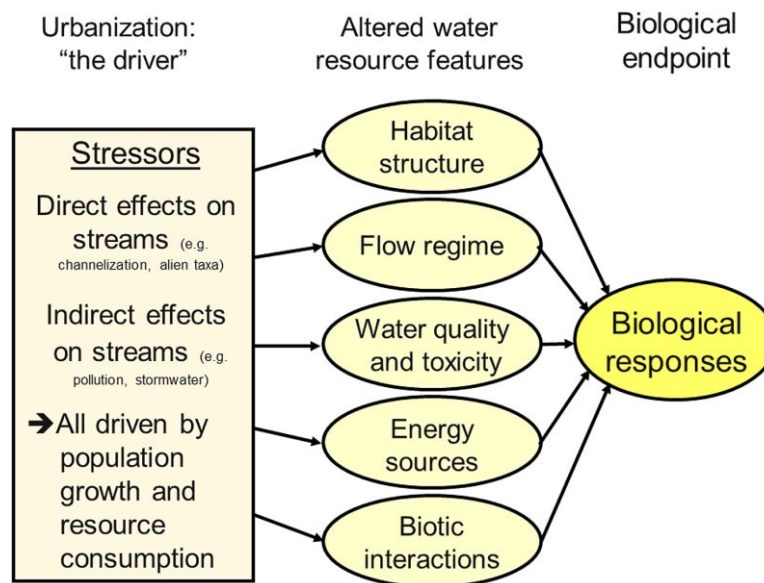 Urbanization:
“the driver”
Altered water
resource features
Biological
endpoint
Stressors
Direct effects on
streams (e.g.
channelization, alien taxa)
Indirect effects
on streams (e.g.
pollution, stormwater)
➔All driven by
population
growth and
resource
consumption
Habitat
structure
Flow regime
Water quality
and toxicity
Energy
sources
Biotic
interactions
Biological
responses